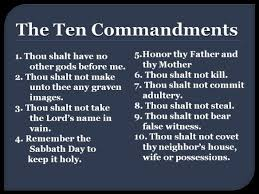 The Ten Commandments
1. Thou shalt have no
other gods before me.
2. Thou shalt not make
unto thee any graven
images.
3. Thou shalt not take
the Lord's name in
vain.
4. Remember the
Sabbath Day to
keep it holy.
5.Honor thy Father and
thy Mother
6. Thou shalt not kill.
7. Thou shalt not commit
adultery.
8. Thou shalt not steal.
9. Thou shalt not bear
false witness.
10. Thou shalt not covet
thy neighbor's house,
wife or possessions.